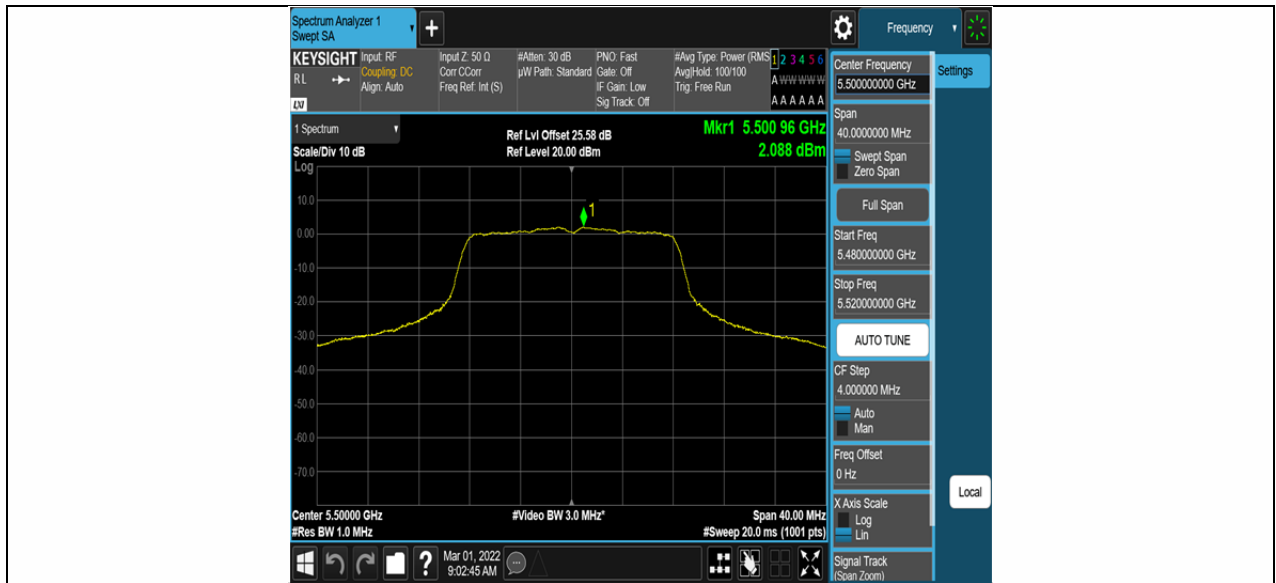 Spectrum Analyzer 1
Swept SA
+
Frequency
KEYSIGHT
Input: RF
Input Z: 50 Ω
#Atten: 30 dB
PNO: Fast
#Avg Type: Power (RMS
1 2 3 4 5 6
RL
Coupling: DC
Corr CCorr
µW Path: Standard
Gate: Off
Avg|Hold: 100/100
A W W W W W
Align: Auto
Freq Ref: Int (S)
IF Gain: Low
Trig: Free Run
LXI
Sig Track: Off
A A A A A A
1 Spectrum
Ref Lvl Offset 25.58 dB
Mkr1 5.500 96 GHz
Scale/Div 10 dB
Ref Level 20.00 dBm
2.088 dBm
Log
10.0
0.00
-10.0
-20.0
-30.0
-40.0
-50.0
-60.0
-70.0
1
Center 5.50000 GHz
#Video BW 3.0 MHz*
Span 40.00 MHz
#Res BW 1.0 MHz
#Sweep 20.0 ms (1001 pts)
Center Frequency
5.500000000 GHz
Settings
Span
40.0000000 MHz
Swept Span
Zero Span
Full Span
Start Freq
5.480000000 GHz
Stop Freq
5.520000000 GHz
AUTO TUNE
CF Step
4.000000 MHz
Auto
Man
Freq Offset
0 Hz
X Axis Scale
Log
Lin
Local
Signal Track
(Span Zoom)
?
Mar 01, 2022
9:02:45 AM